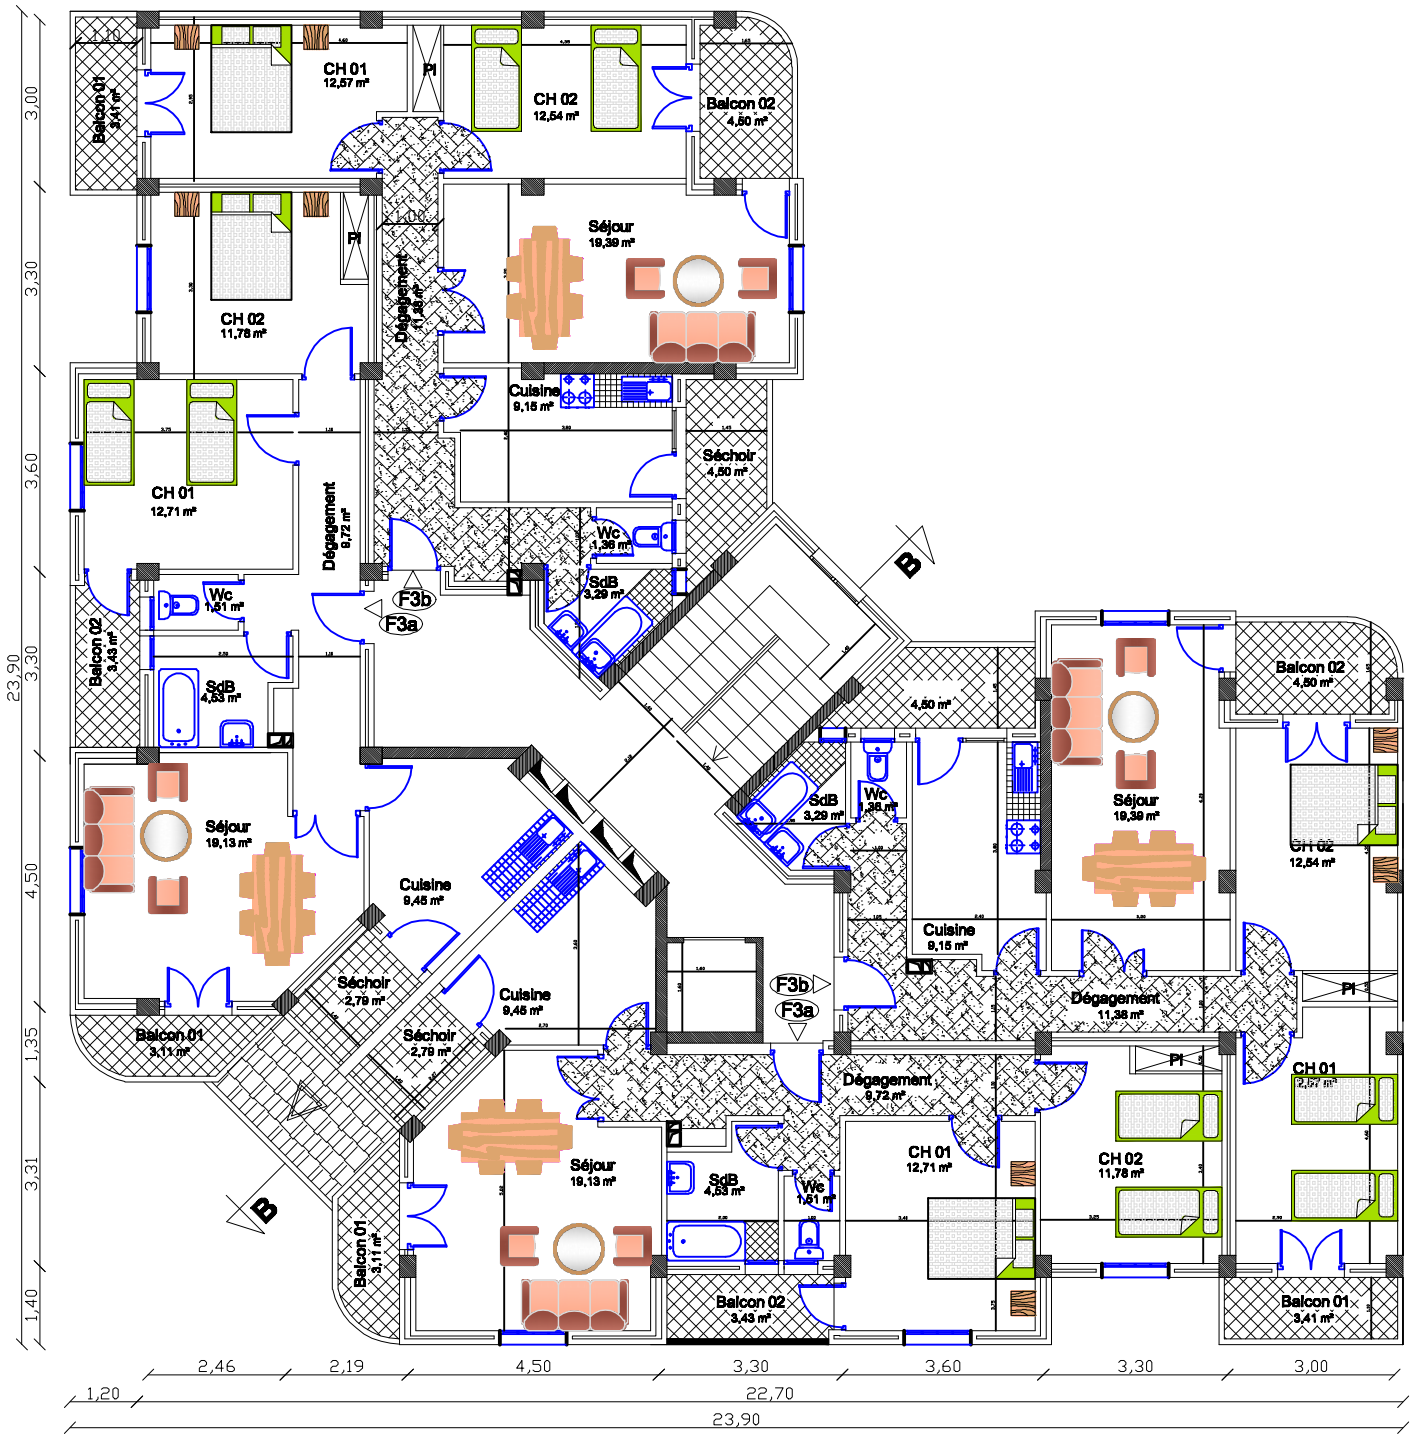 1,10
CH 01
12,57 m²
Pl
CH 02
12,54 m²
Balcon 01
3,41 m²
Balcon 02
4,50 m²
3,00
1,00
Séjour
19,39 m²
Pl
CH 02
11,78 m²
Dégagement
11,38 m²
3,30
Cuisine
9,15 m²
Séchoir
4,50 m²
CH 01
12,71 m²
Dégagement
9,72 m²
3,60
Wc
1,36 m²
SdB
3,29 m²
B
F3b
F3a
Wc
1,51 m²
Balcon 02
3,43 m²
SdB
4,53 m²
3,30
23,90
4,50 m²
Balcon 02
4,50 m²
Séjour
19,13 m²
Cuisine
9,45 m²
4,50
SdB
3,29 m²
Wc
1,36 m²
Séjour
19,39 m²
CH 02
12,54 m²
Cuisine
9,15 m²
Séchoir
2,79 m²
Cuisine
9,45 m²
Séchoir
2,79 m²
F3b
F3a
Dégagement
11,38 m²
Pl
Balcon 01
3,11 m²
1,35
Dégagement
9,72 m²
Pl
CH 01
Séjour
19,13 m²
CH 01
12,71 m²
CH 02
11,78 m²
SdB
4,53 m²
Wc
1,51 m²
3,31
B
Balcon 01
3,11 m²
Balcon 02
3,43 m²
Balcon 01
3,41 m²
1,40
2,46
2,19
4,50
3,30
3,60
3,30
3,00
1,20
22,70
23,90